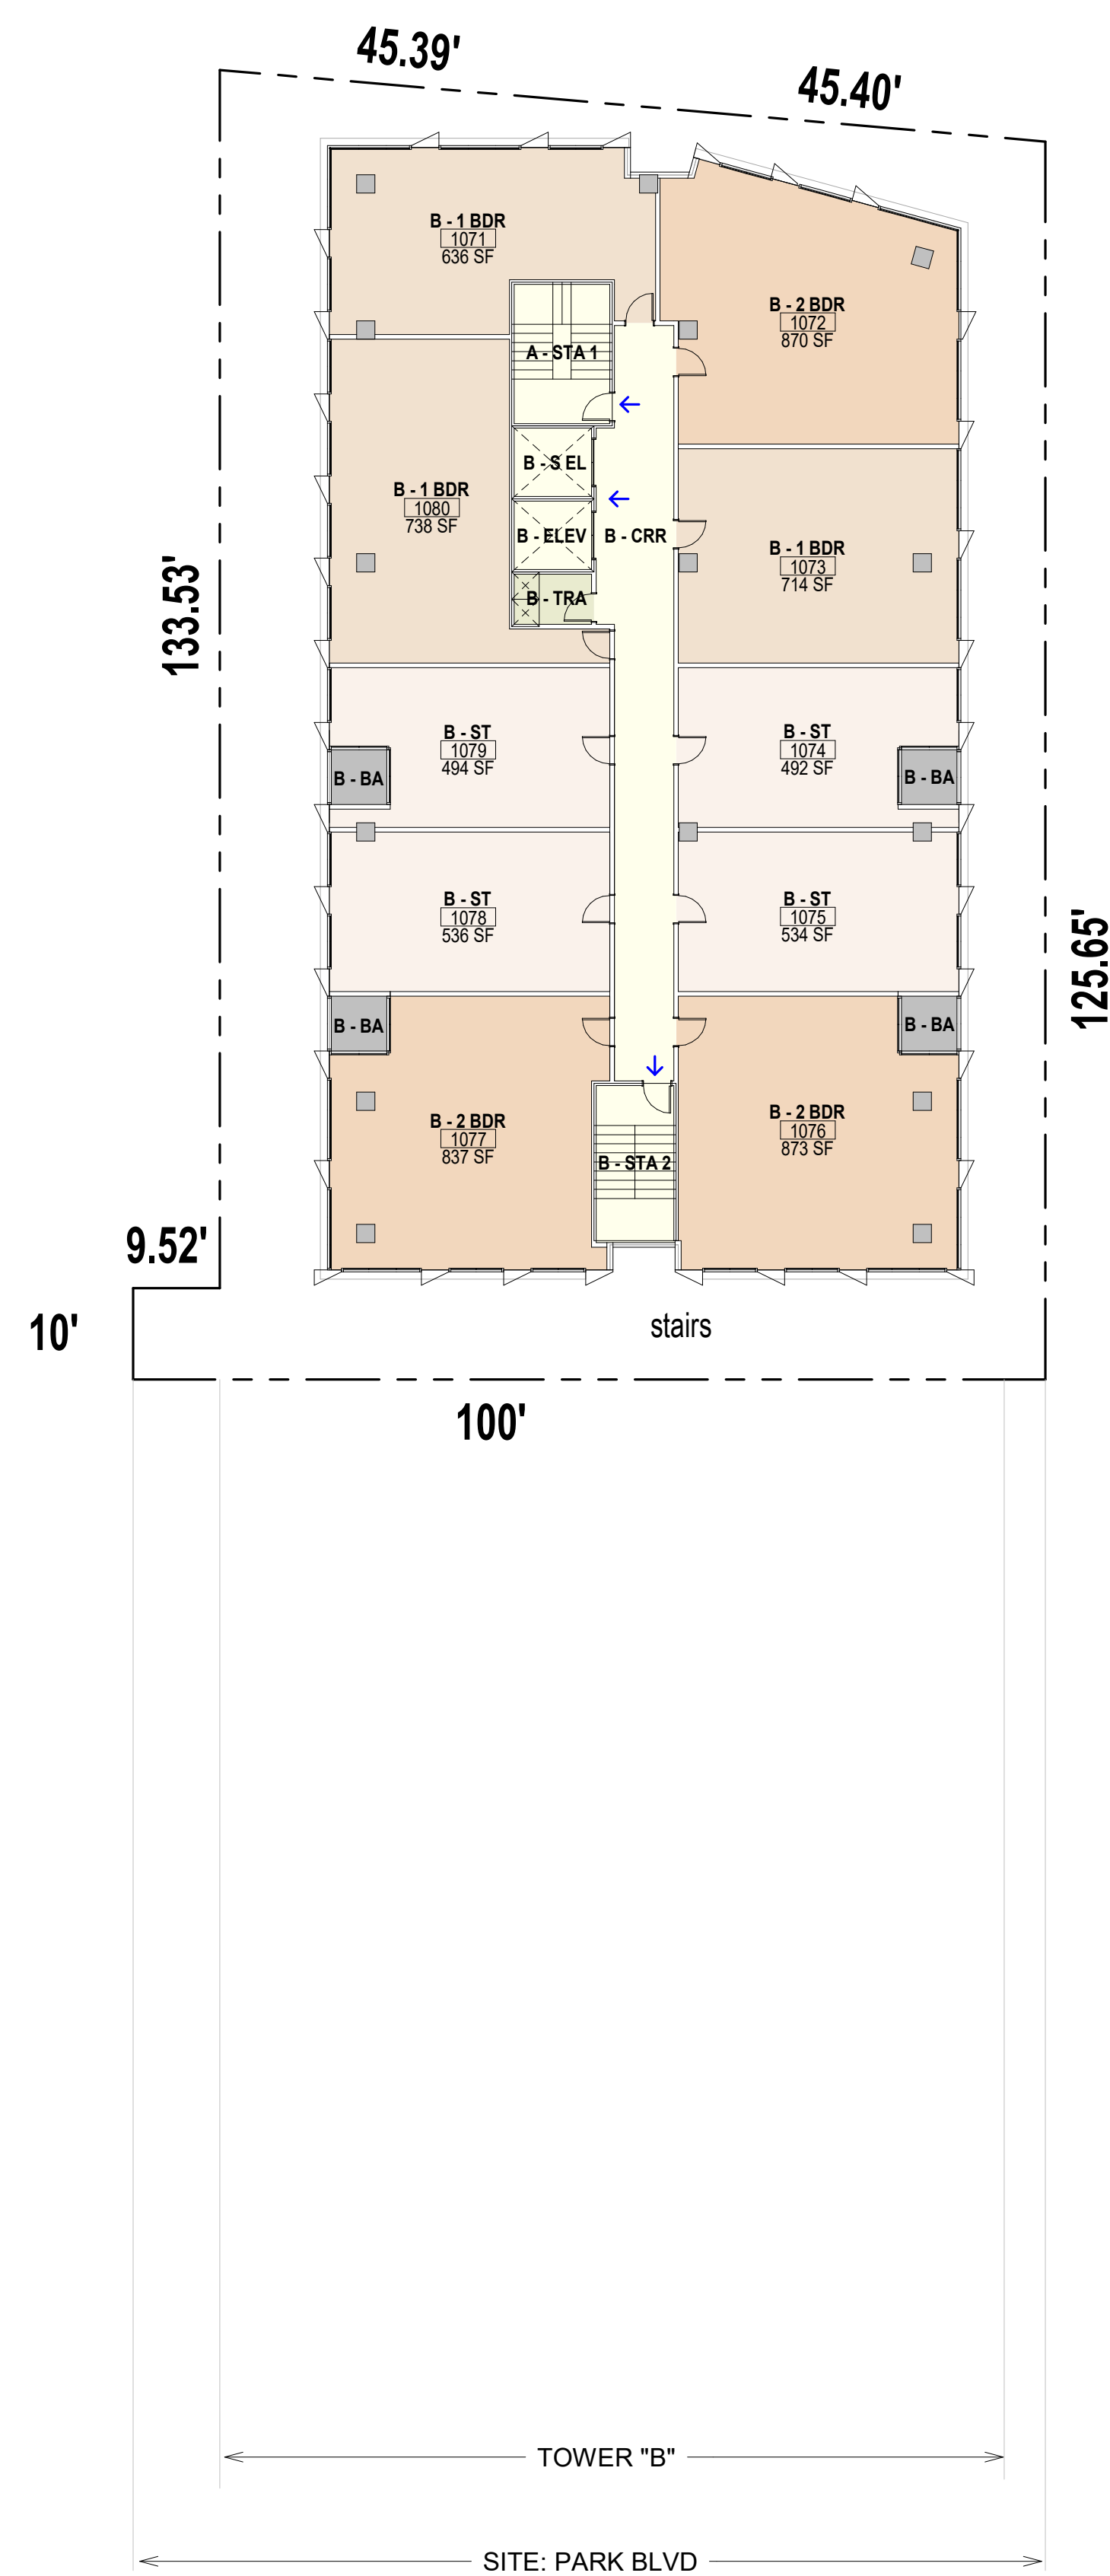 45.39'
45.40'
B - 1 BDR
1071
636 SF
B - 2 BDR
1072
870 SF
A - STA 1
B - S EL
B - 1 BDR
1080
738 SF
B - ELEV
B - CRR
B - 1 BDR
1073
714 SF
B - TRA
133.53'
B - ST
1079
494 SF
B - ST
1074
492 SF
B - BA
B - BA
B - ST
1078
536 SF
B - ST
1075
534 SF
125.65'
B - BA
B - BA
B - 2 BDR
1077
837 SF
B - 2 BDR
1076
873 SF
B - STA 2
9.52'
10'
stairs
100'
TOWER "B"
SITE: PARK BLVD